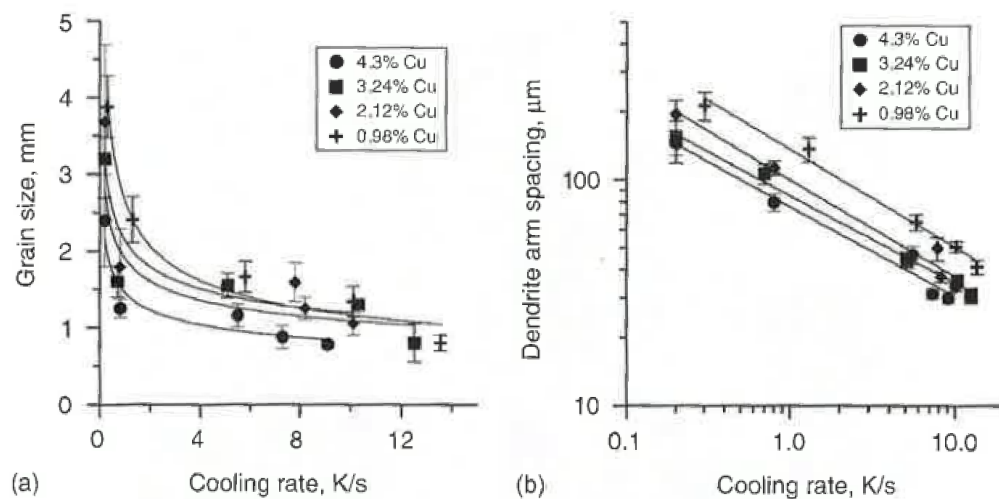 5
4
3
2
1
0
Grain size, mm
4.3% Cu
3.24% Cu
2.12% Cu
0.98% Cu
0 4 8 12
(a) Cooling rate, K/s
Dendrite arm spacing, µm
100
10
4.3% Cu
3.24% Cu
2.12% Cu
0.98% Cu
0.1 1.0 10.0
(b) Cooling rate, K/s